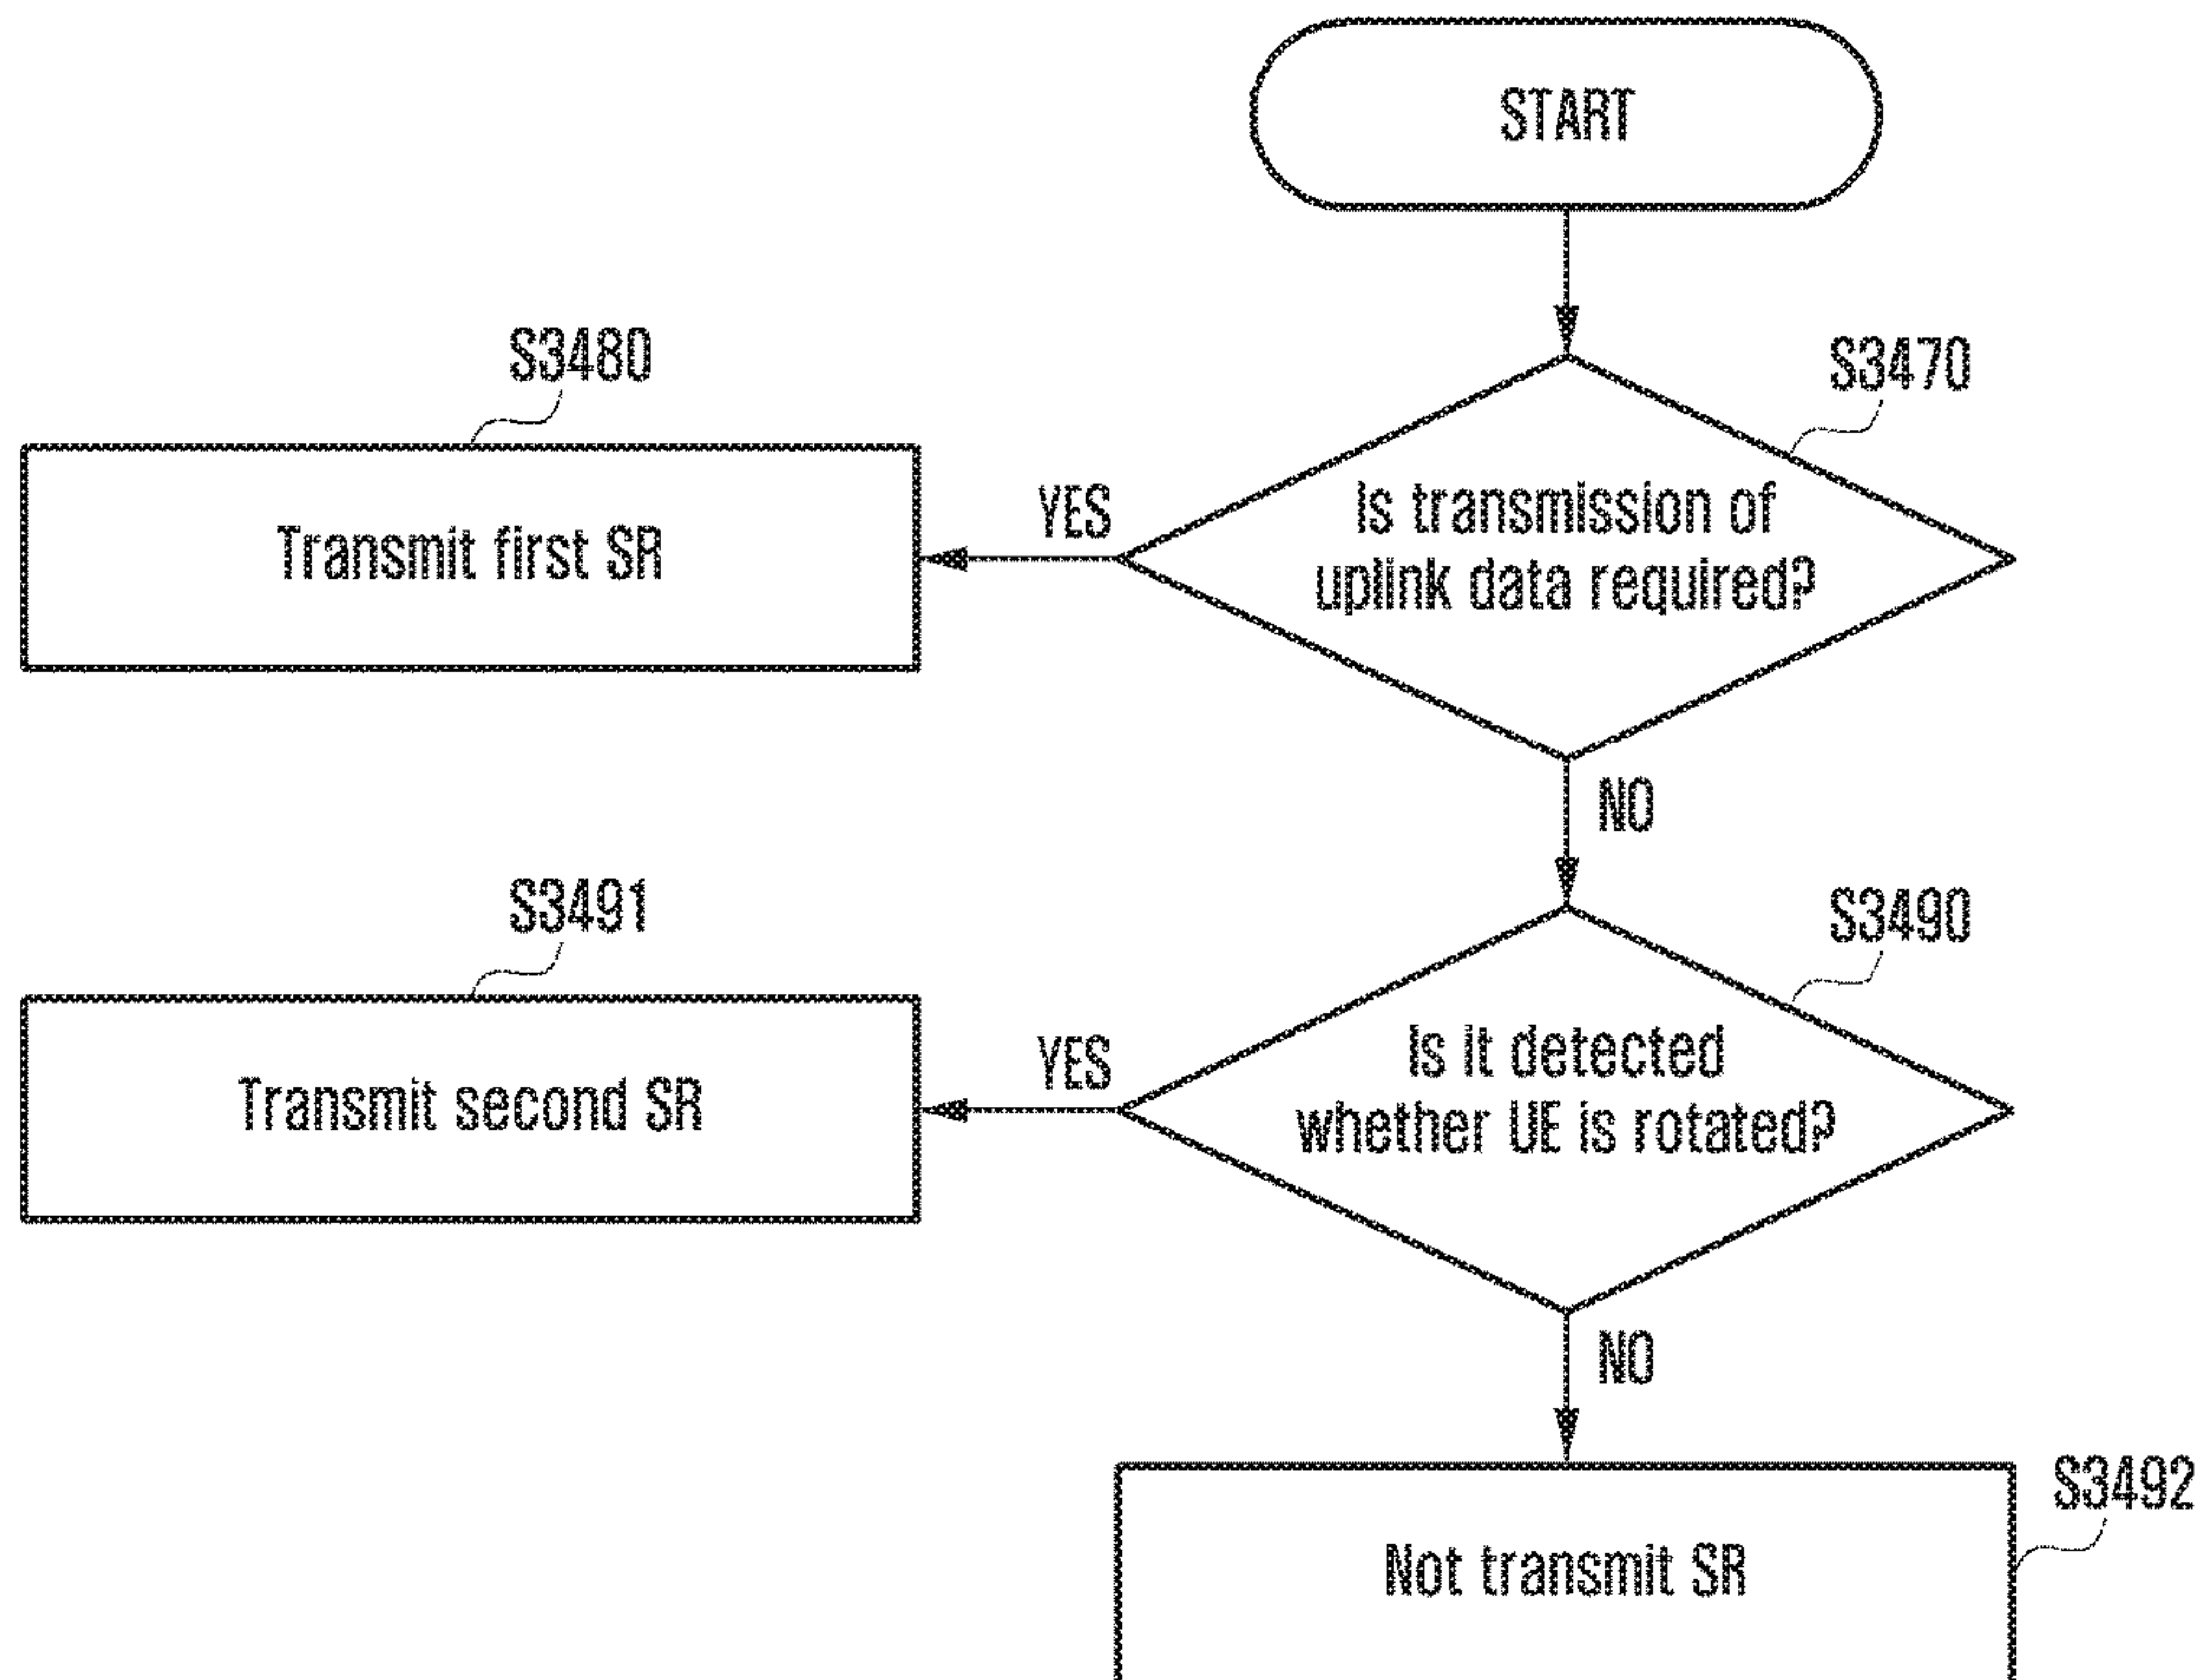 START
S3470
S3480
Is transmission of
uplink data required?
YES
Transmit first SR
NO
S3490
S3491
Is it detected
whether UE is rotated?
YES
Transmit second SR
NO
S3492
Not transmit SR